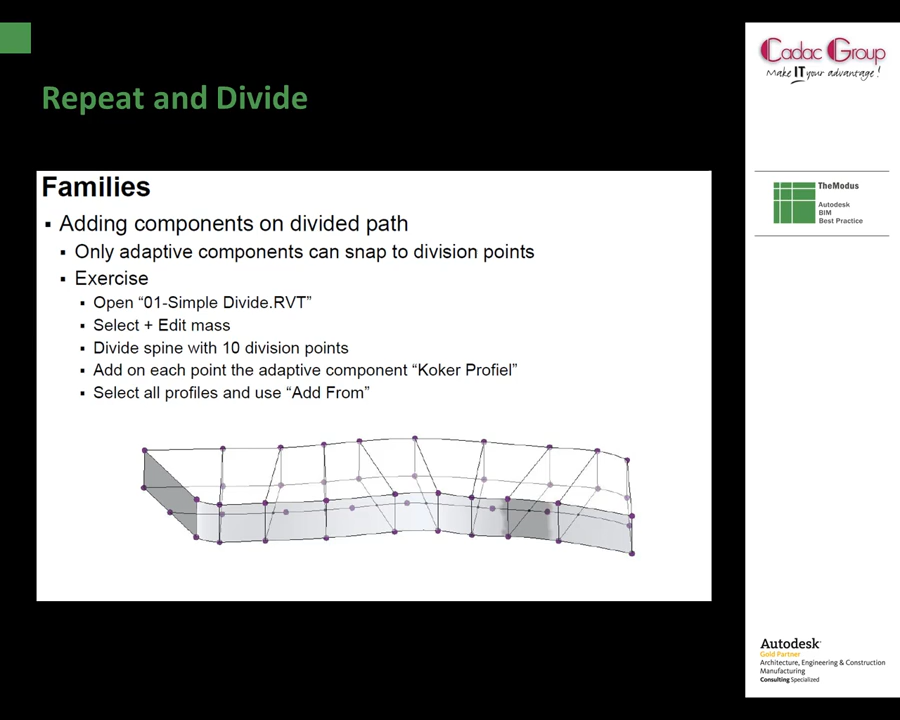 Repeat and Divide
Families
▪ Adding components on divided path
▪ Only adaptive components can snap to division points
▪ Exercise
▪ Open “01-Simple Divide.RVT”
▪ Select + Edit mass
▪ Divide spine with 10 division points
▪ Add on each point the adaptive component “Koker Profiel”
▪ Select all profiles and use “Add From”
Cadac Group
Make IT your advantage!
TheModus
Autodesk
BIM
Best Practice
Autodesk
Gold Partner
Architecture, Engineering & Construction
Manufacturing
Consulting Specialized